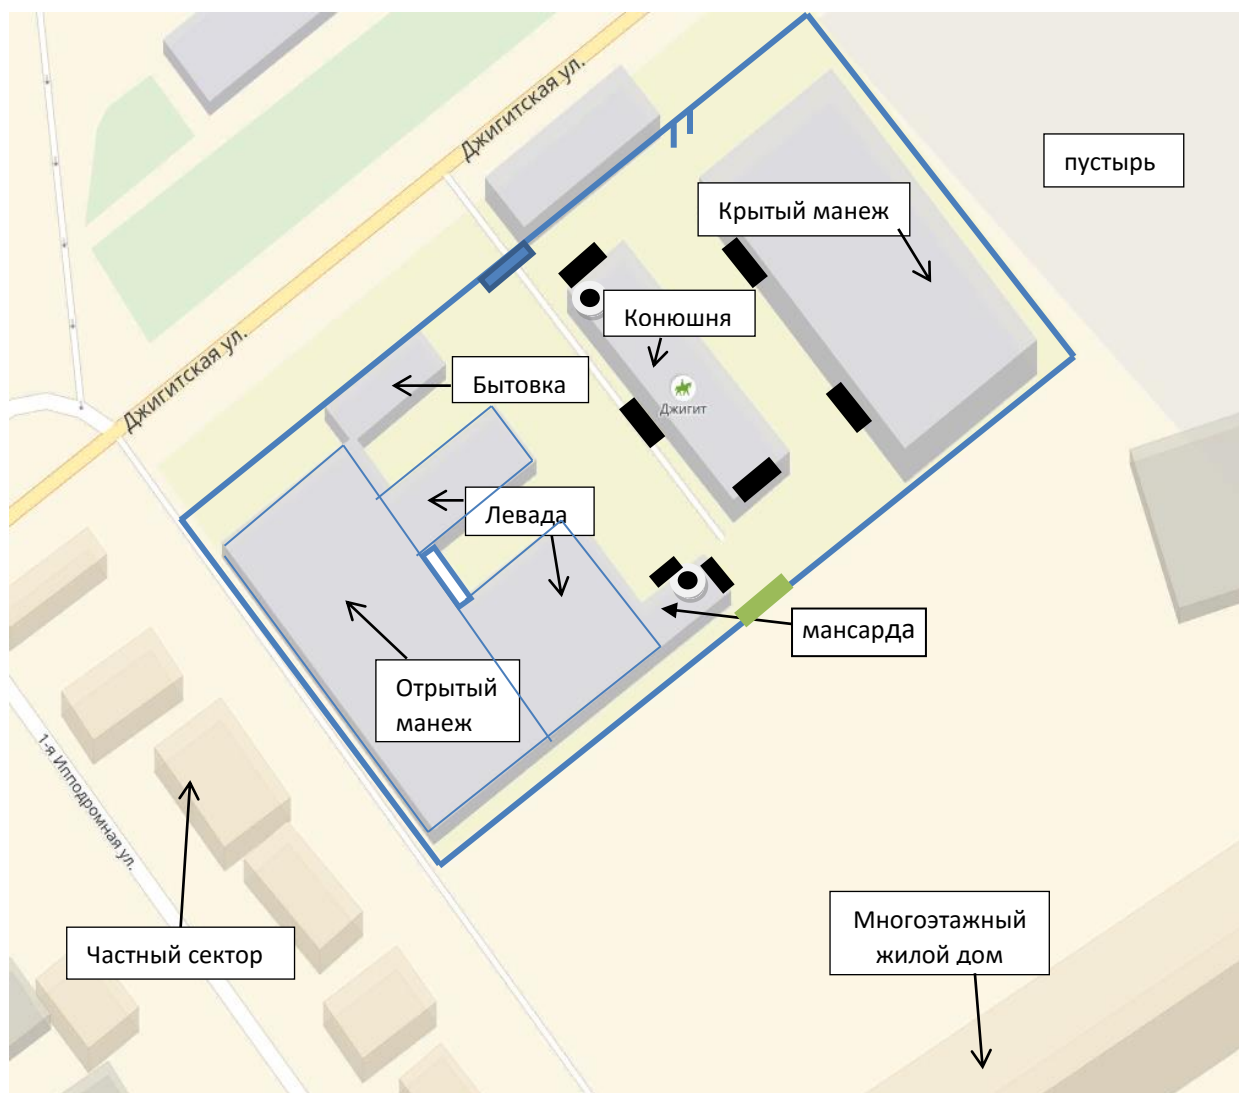 Джигитская ул.
пустырь
Крытый манеж
Конюшня
Джигит
Джигитская ул.
Бытовка
Левада
мансарда
Отрытый
манеж
1-я Ипподромная ул.
Частный сектор
Многоэтажный
жилой дом